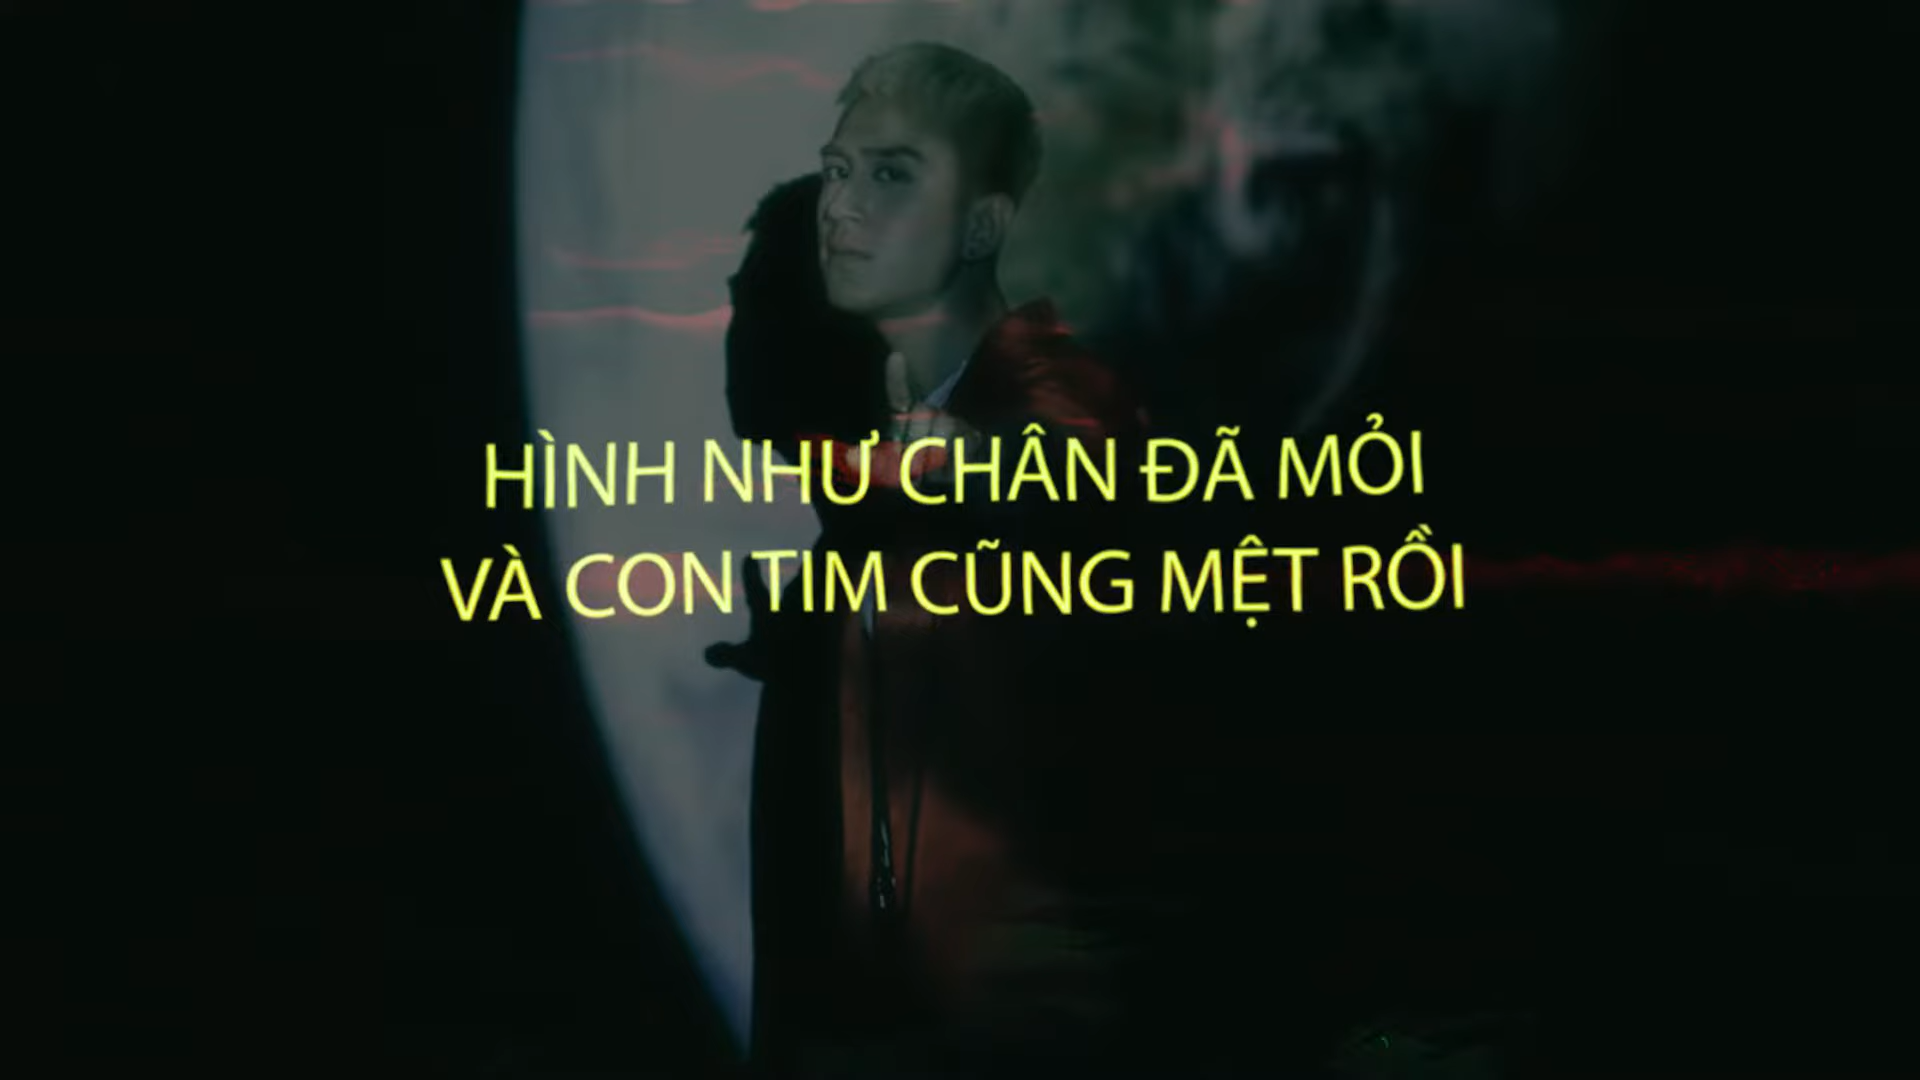 HÌNH NHƯ CHÂN ĐÃ MỎI
VÀ CON TIM CŨNG MỆT RỒI